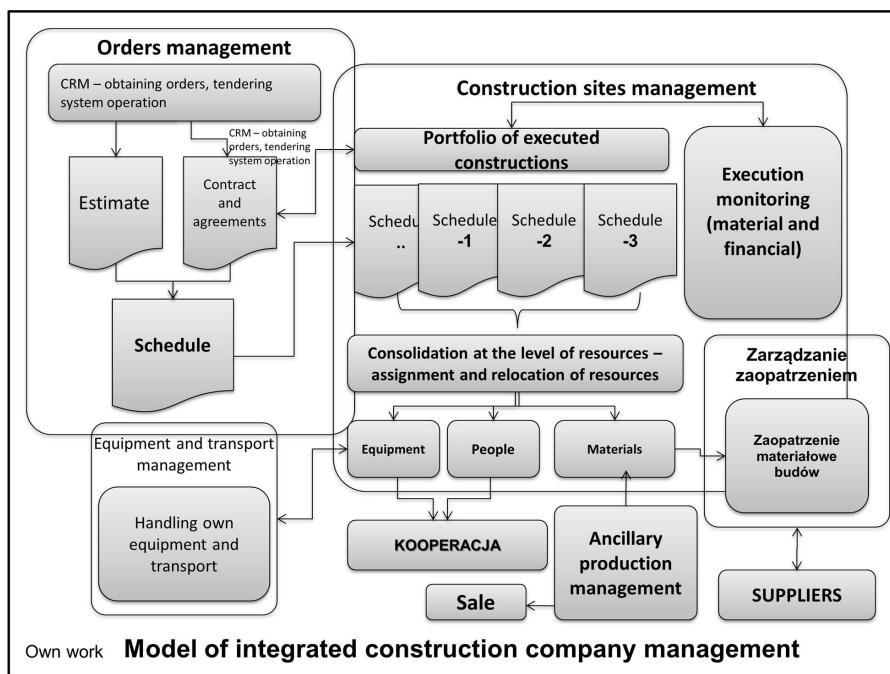 Orders management
CRM – obtaining orders, tendering
system operation
CRM – obtaining
orders, tendering
system operation
Estimate
Contract
and
agreements
Schedule
Construction sites management
Portfolio of executed
constructions
Execution
monitoring
(material and
financial)
Schedu
..
Schedule
-1
Schedule
-2
Schedule
-3
Consolidation at the level of resources –
assignment and relocation of resources
Equipment
People
Materials
Zarządzanie
zaopatrzeniem
Zaopatrzenie
materiałowe
budów
Equipment and transport
management
Handling own
equipment and
transport
KOOPERACJA
Ancillary
production
management
Sale
SUPPLIERS
Own work Model of integrated construction company management